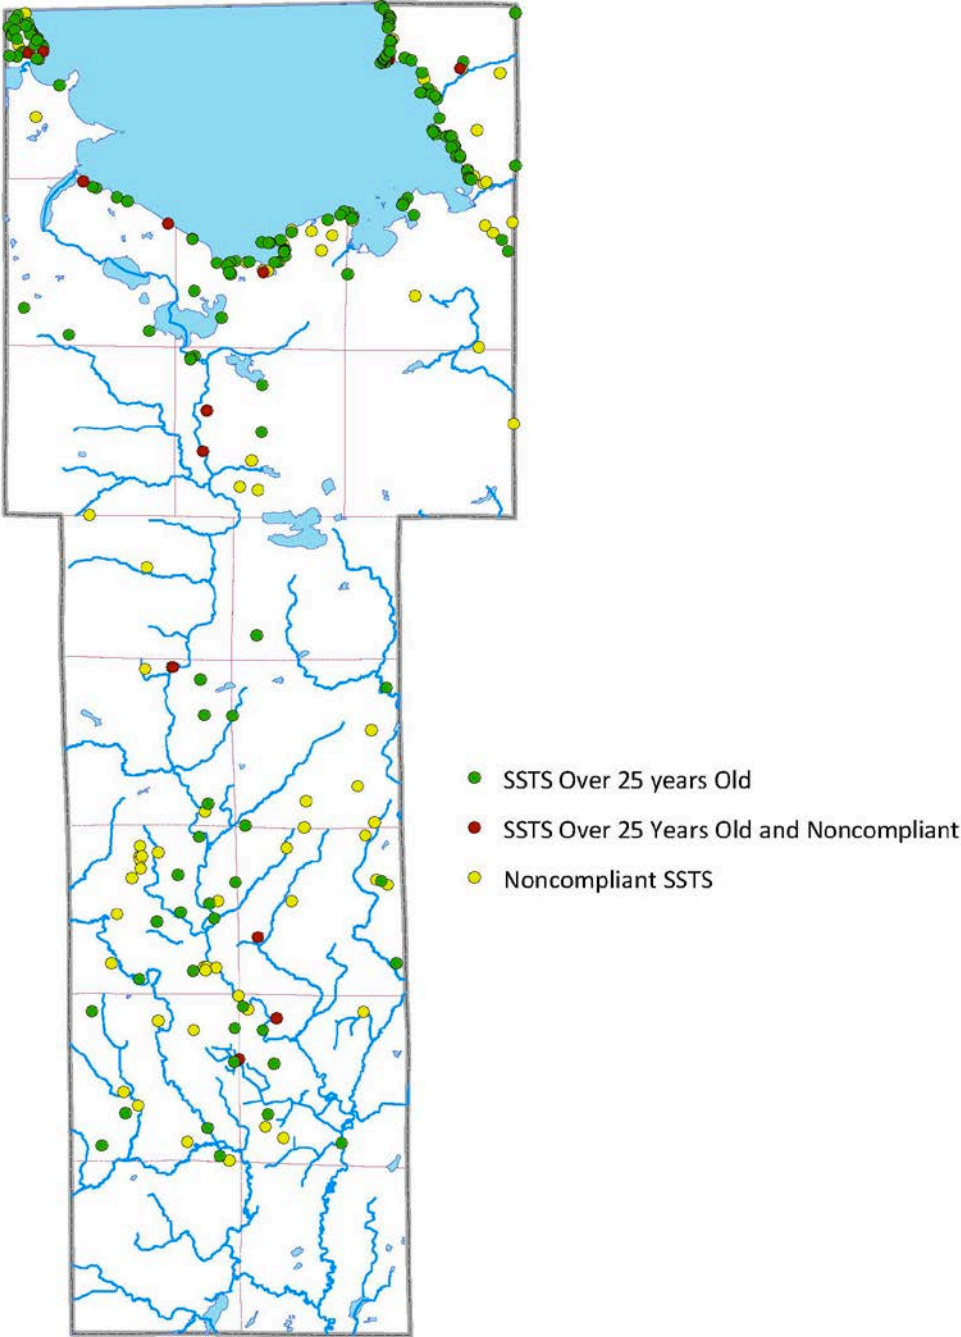 SSTS Over 25 years Old
SSTS Over 25 Years Old and Noncompliant
Noncompliant SSTS